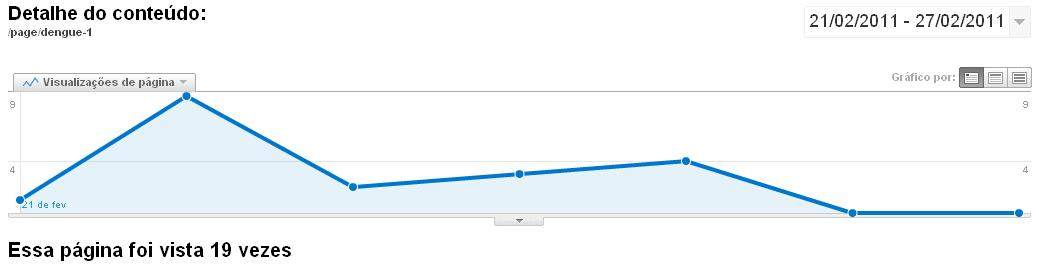 Detalhe do conteúdo:
/page/dengue-1
21/02/2011 - 27/02/2011
Visualizações de página
Gráfico por:
9
9
4
4
21 de fev
Essa página foi vista 19 vezes